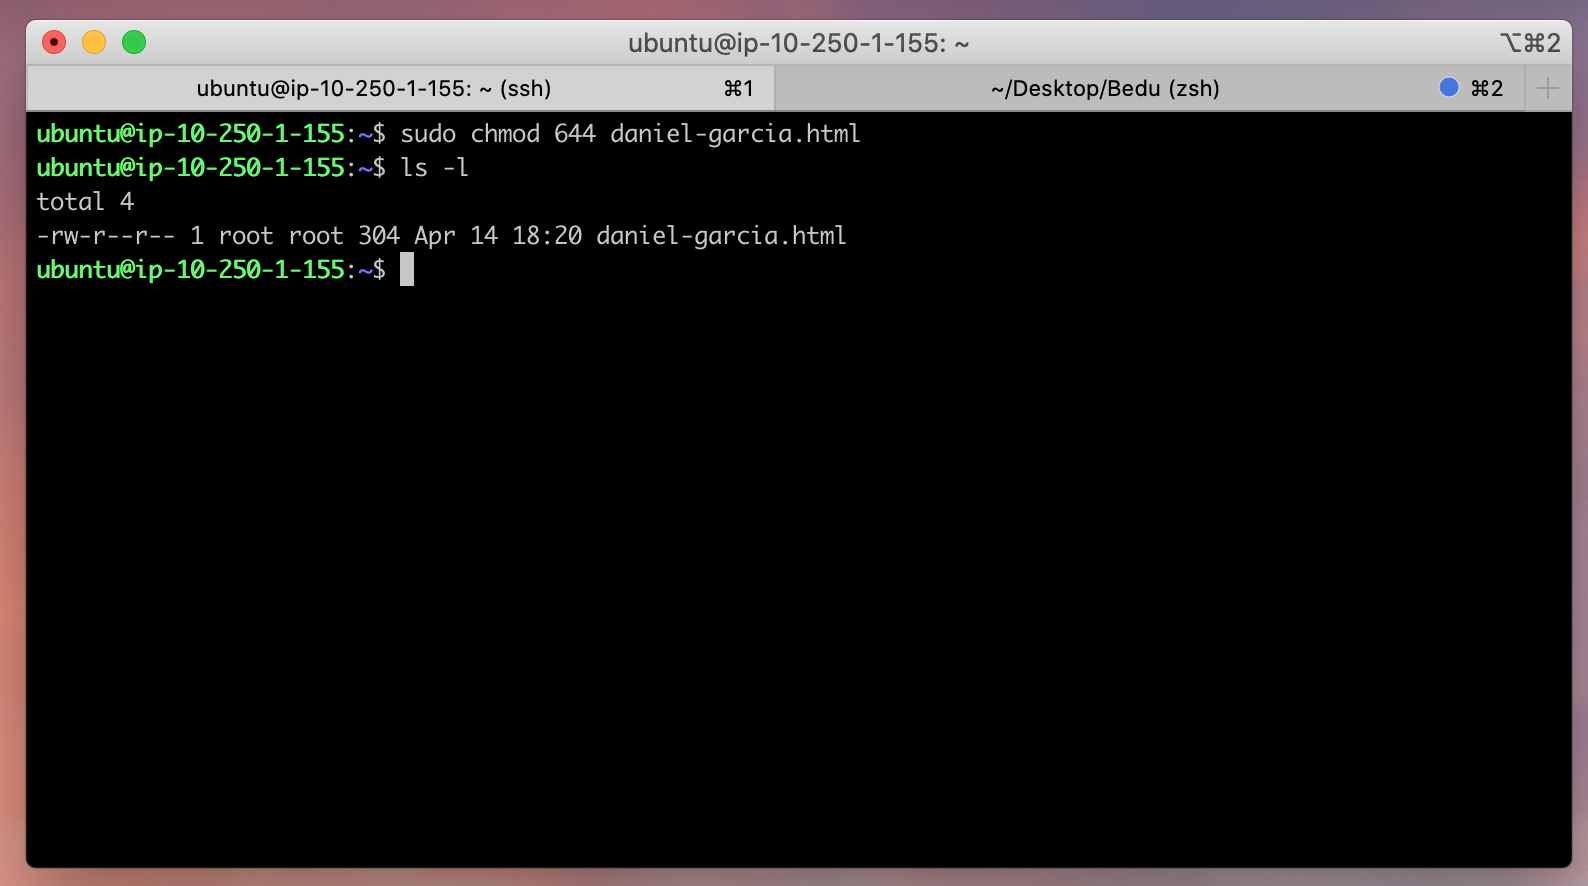 ubuntu@ip-10-250-1-155: ~ ⌥⌘2
ubuntu@ip-10-250-1-155: ~ (ssh) ⌘1 ~/Desktop/Bedu (zsh) ⌘2
ubuntu@ip-10-250-1-155:~$ sudo chmod 644 daniel-garcia.html
ubuntu@ip-10-250-1-155:~$ ls -l
total 4
-rw-r--r-- 1 root root 304 Apr 14 18:20 daniel-garcia.html
ubuntu@ip-10-250-1-155:~$